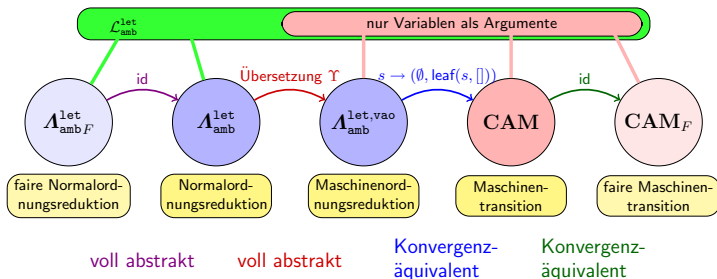 ℒ^let_amb
nur Variablen als Argumente
id
Übersetzung Υ
s → (∅, leaf(s, []))
id
Λ^let_amb F
Λ^let_amb
Λ^let,vao_amb
CAM
CAM_F
faire Normalord-
nungsreduktion
Normalord-
nungsreduktion
Maschinenord-
nungsreduktion
Maschinen-
transition
faire Maschinen-
transition
voll abstrakt
voll abstrakt
Konvergenz-
äquivalent
Konvergenz-
äquivalent